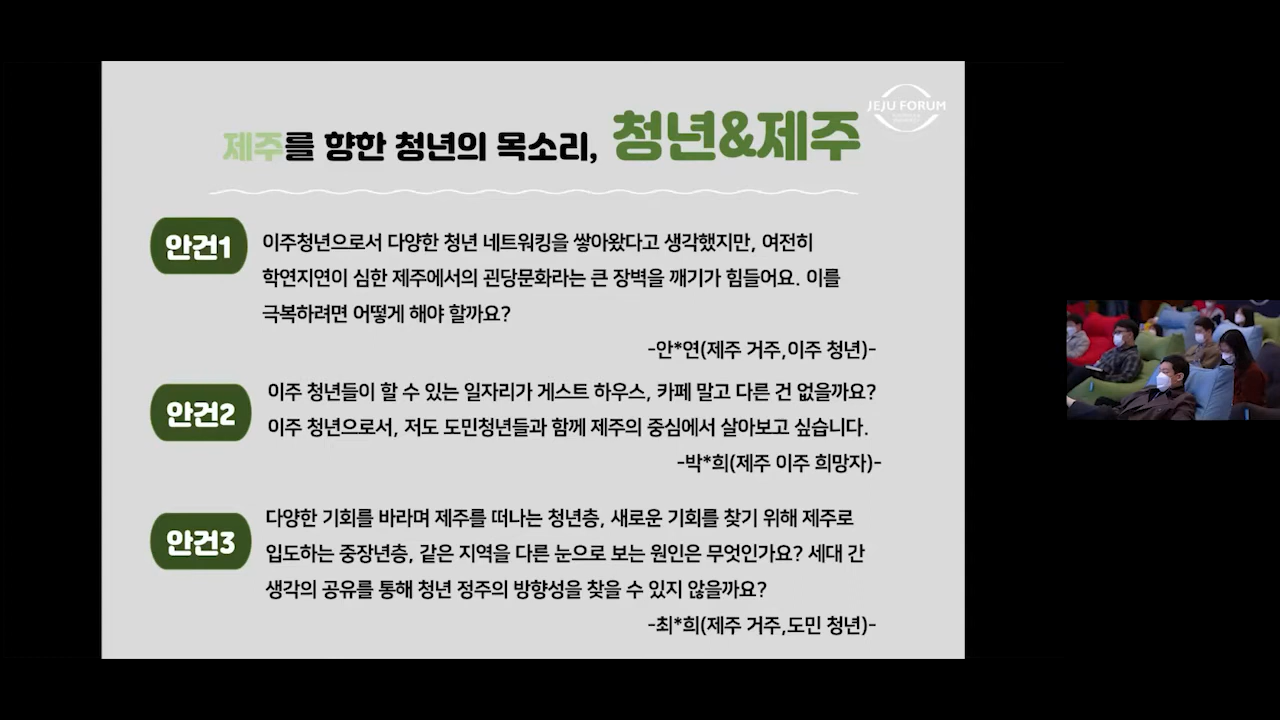 제주를 향한 청년의 목소리, 청년&제주
JEJU FORUM
안건1
이주청년으로서 다양한 청년 네트워킹을 쌓아왔다고 생각했지만, 여전히
학연지연이 심한 제주에서의 괸당문화라는 큰 장벽을 깨기가 힘들어요. 이를
극복하려면 어떻게 해야 할까요?
-안*연(제주 거주,이주 청년)-
안건2
이주 청년들이 할 수 있는 일자리가 게스트 하우스, 카페 말고 다른 건 없을까요?
이주 청년으로서, 저도 도민청년들과 함께 제주의 중심에서 살아보고 싶습니다.
-박*희(제주 이주 희망자)-
안건3
다양한 기회를 바라며 제주를 떠나는 청년층, 새로운 기회를 찾기 위해 제주로
입도하는 중장년층, 같은 지역을 다른 눈으로 보는 원인은 무엇인가요? 세대 간
생각의 공유를 통해 청년 정주의 방향성을 찾을 수 있지 않을까요?
-최*희(제주 거주,도민 청년)-